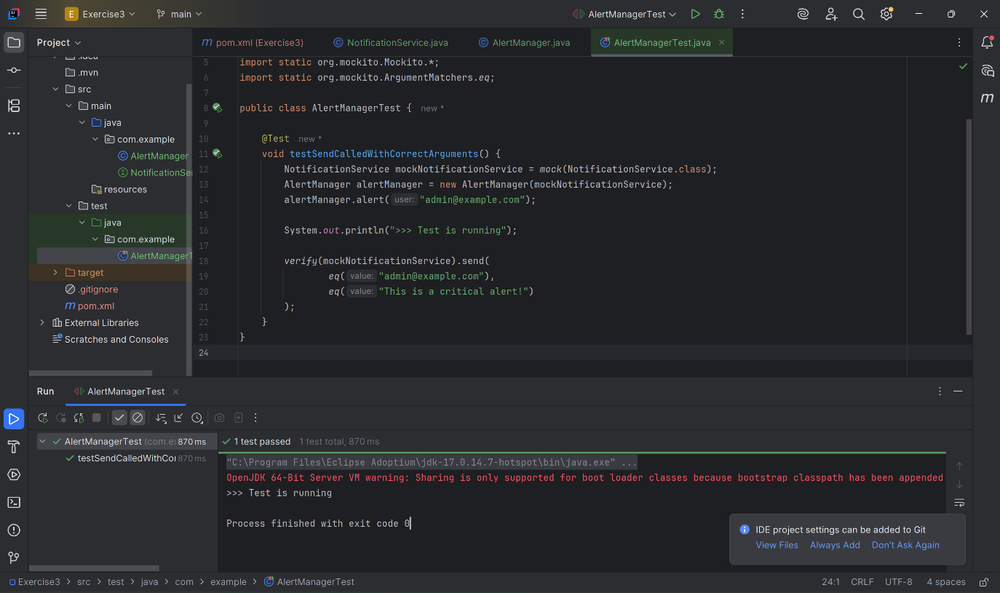 E Exercise3 main AlertManagerTest
Project
pom.xml (Exercise3) NotificationService.java AlertManager.java AlertManagerTest.java
.idea
.mvn
src
main
java
com.example
AlertManager
NotificationSe
resources
test
java
com.example
AlertManagerT
target
.gitignore
pom.xml
External Libraries
Scratches and Consoles
5 import static org.mockito.Mockito.*;
6 import static org.mockito.ArgumentMatchers.eq;
7
8 public class AlertManagerTest { new *
9
10 @Test new *
11 void testSendCalledWithCorrectArguments() {
12 NotificationService mockNotificationService = mock(NotificationService.class);
13 AlertManager alertManager = new AlertManager(mockNotificationService);
14 alertManager.alert( user: "admin@example.com");
15
16 System.out.println(">>> Test is running");
17
18 verify(mockNotificationService).send(
19 eq( value: "admin@example.com"),
20 eq( value: "This is a critical alert!")
21 );
22 }
23 }
24
Run AlertManagerTest
AlertManagerTest (com.e 870 ms
testSendCalledWithCor 870 ms
1 test passed 1 test total, 870 ms
"C:\Program Files\Eclipse Adoptium\jdk-17.0.14.7-hotspot\bin\java.exe" ...
OpenJDK 64-Bit Server VM warning: Sharing is only supported for boot loader classes because bootstrap classpath has been appended
>>> Test is running
Process finished with exit code 0
IDE project settings can be added to Git
View Files Always Add Don't Ask Again
Exercise3 > src > test > java > com > example > AlertManagerTest
24:1 CRLF UTF-8 4 spaces